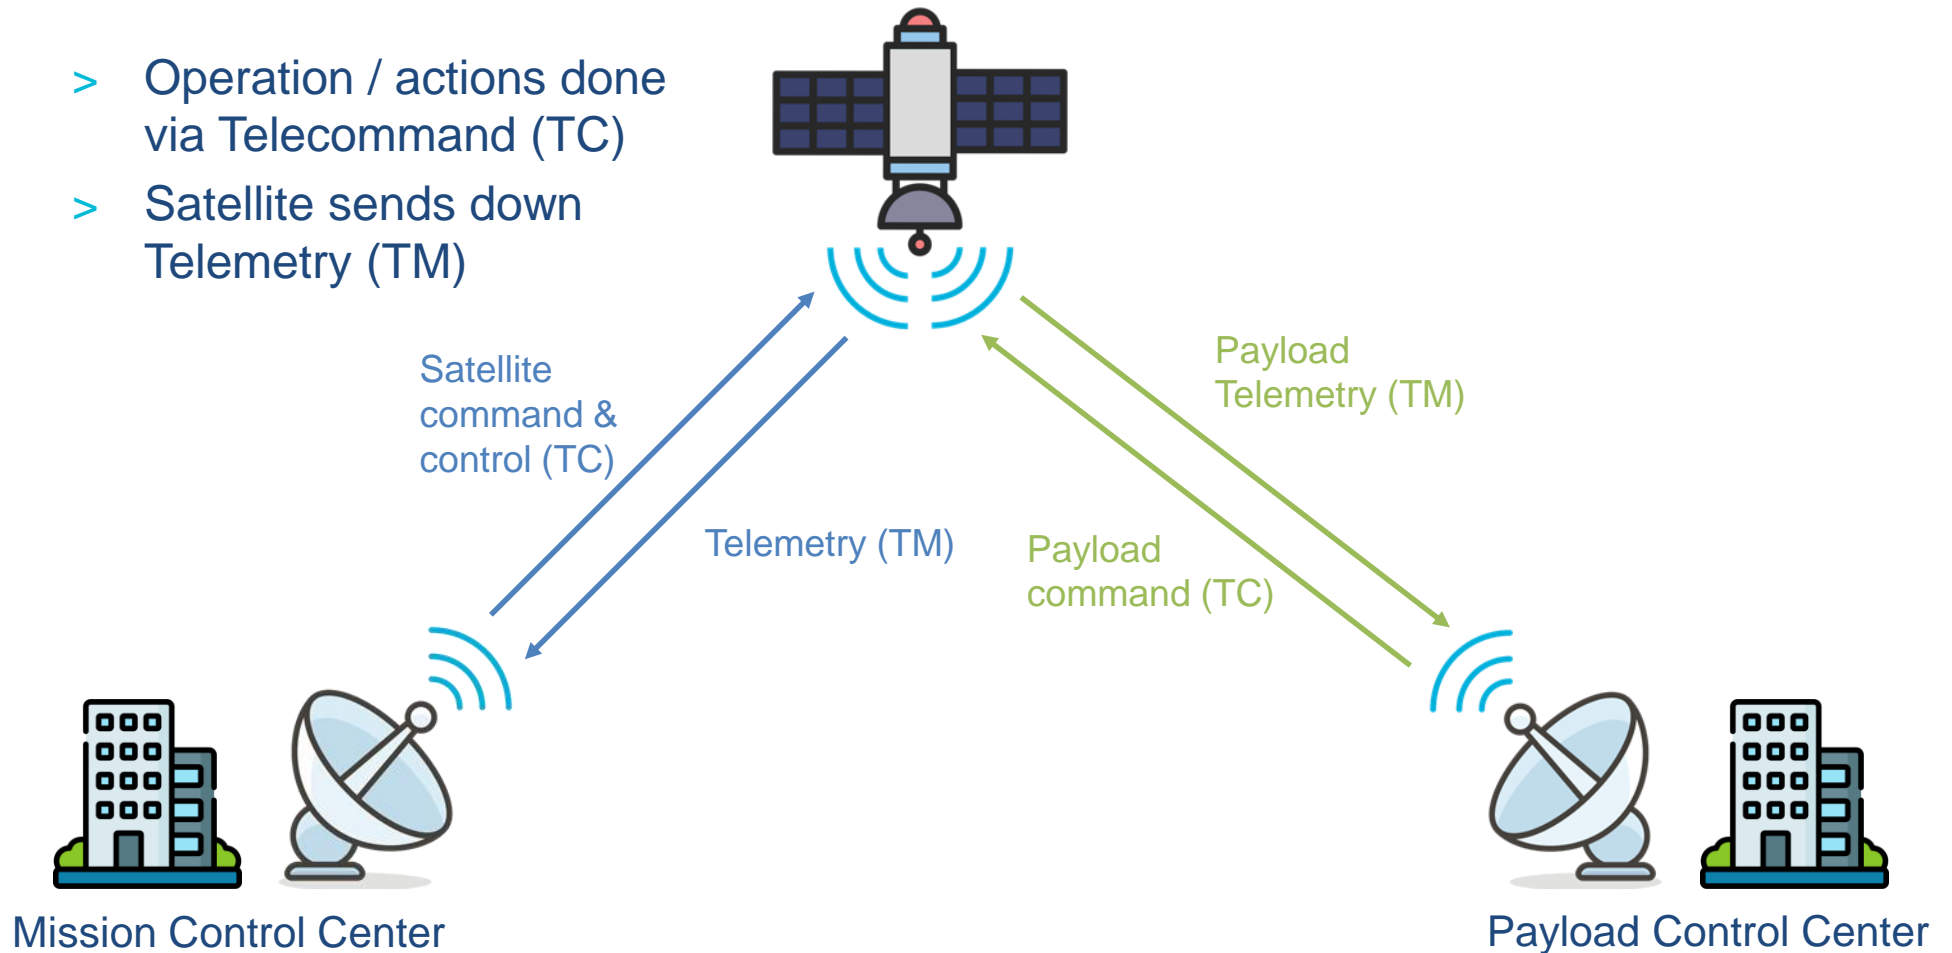 > Operation / actions done
via Telecommand (TC)
> Satellite sends down
Telemetry (TM)
Satellite
command &
control (TC)
Telemetry (TM)
Payload
Telemetry (TM)
Payload
command (TC)
Mission Control Center
Payload Control Center